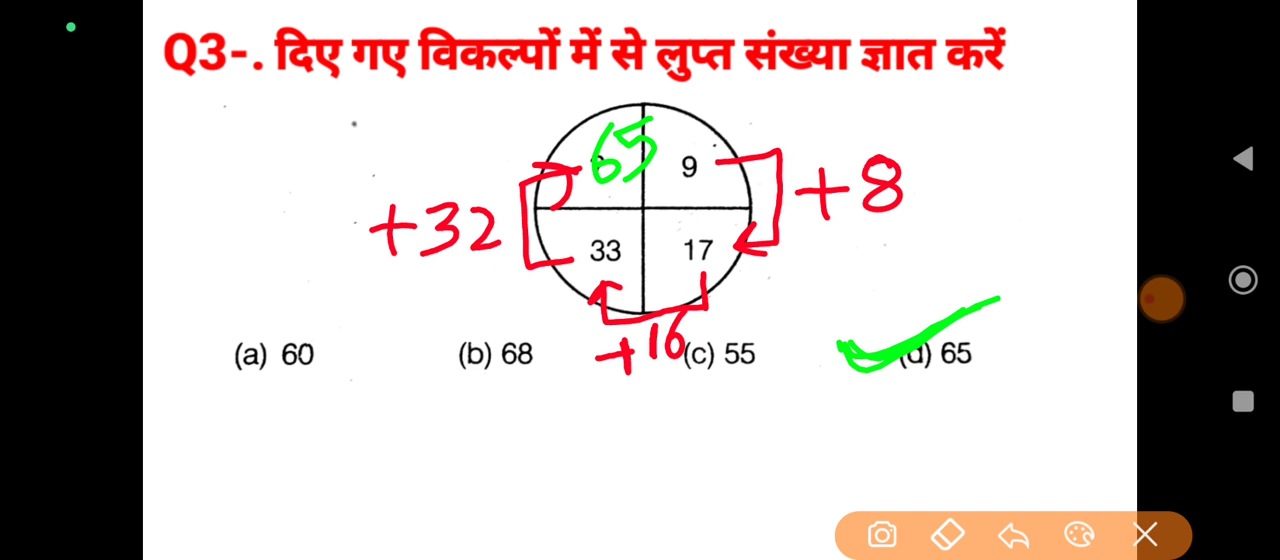 Q3-. दिए गए विकल्पों में से लुप्त संख्या ज्ञात करें
65 9
+8
+32
33 17
+16
(a) 60 (b) 68 (c) 55 (d) 65